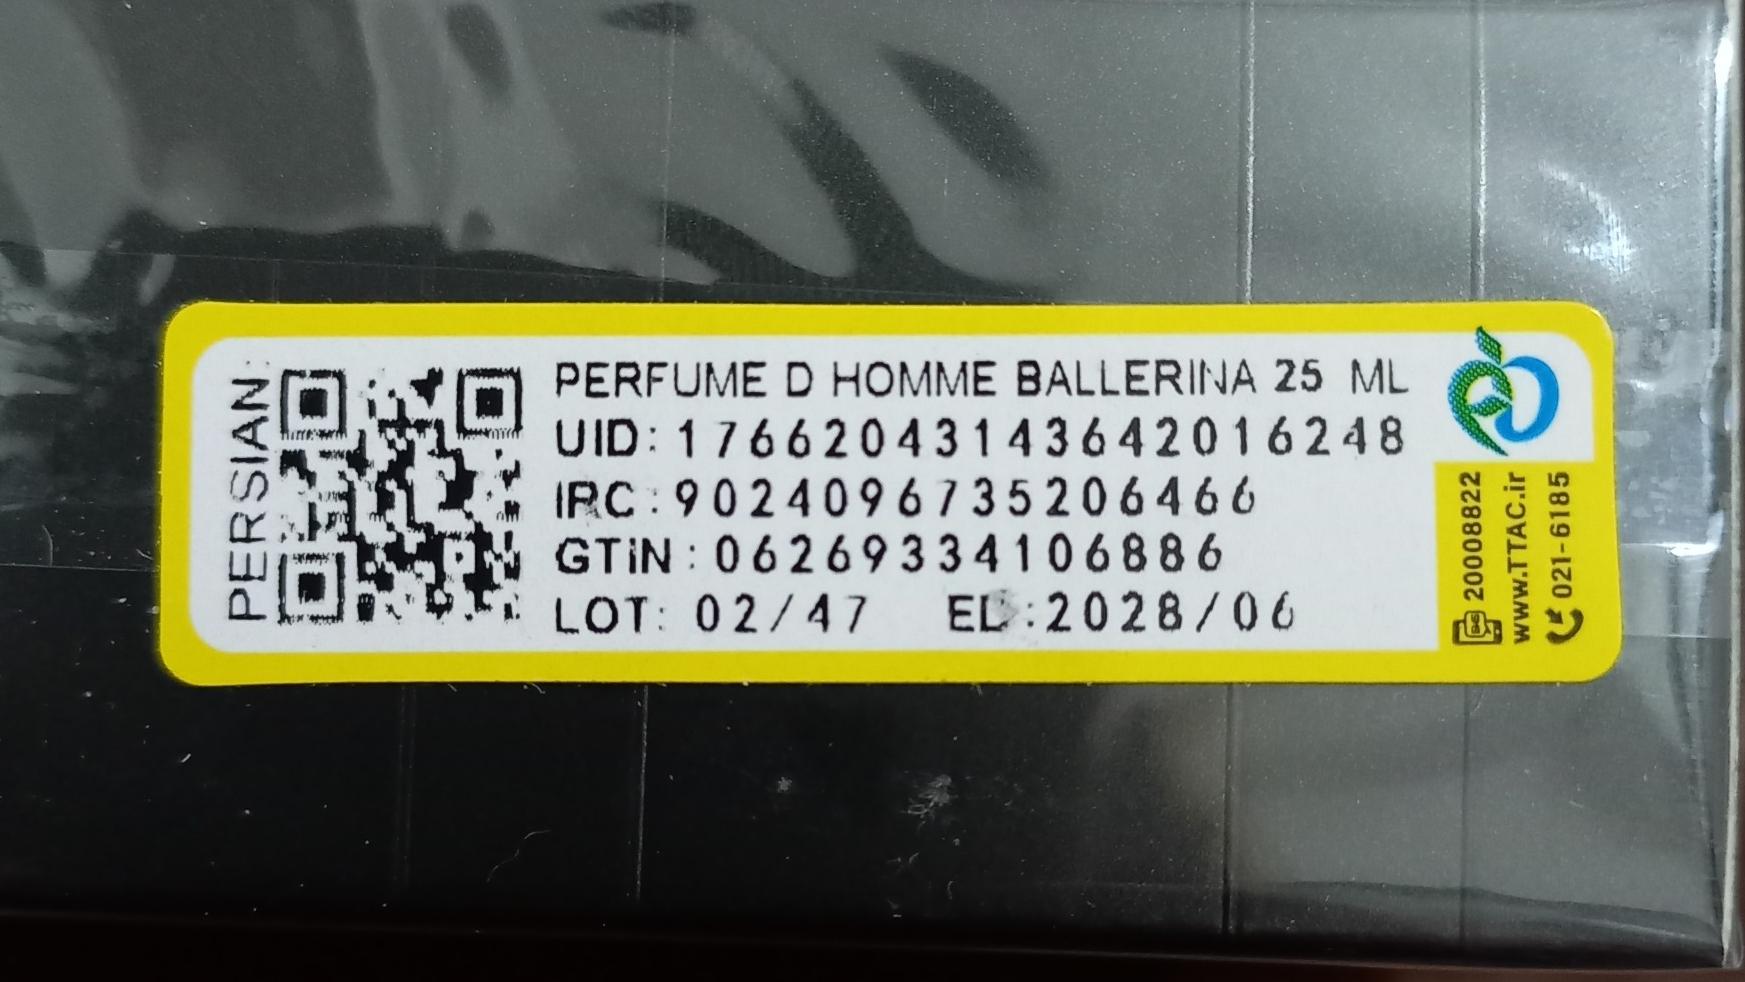 PERSIAN
PERFUME D HOMME BALLERINA 25 ML
UID: 17662043143642016248
IRC: 9024096735206466
GTiN: 06269334106886
LOT: 02/47 EL: 2028/06
20008822
www.TTAC.ir
021-6185